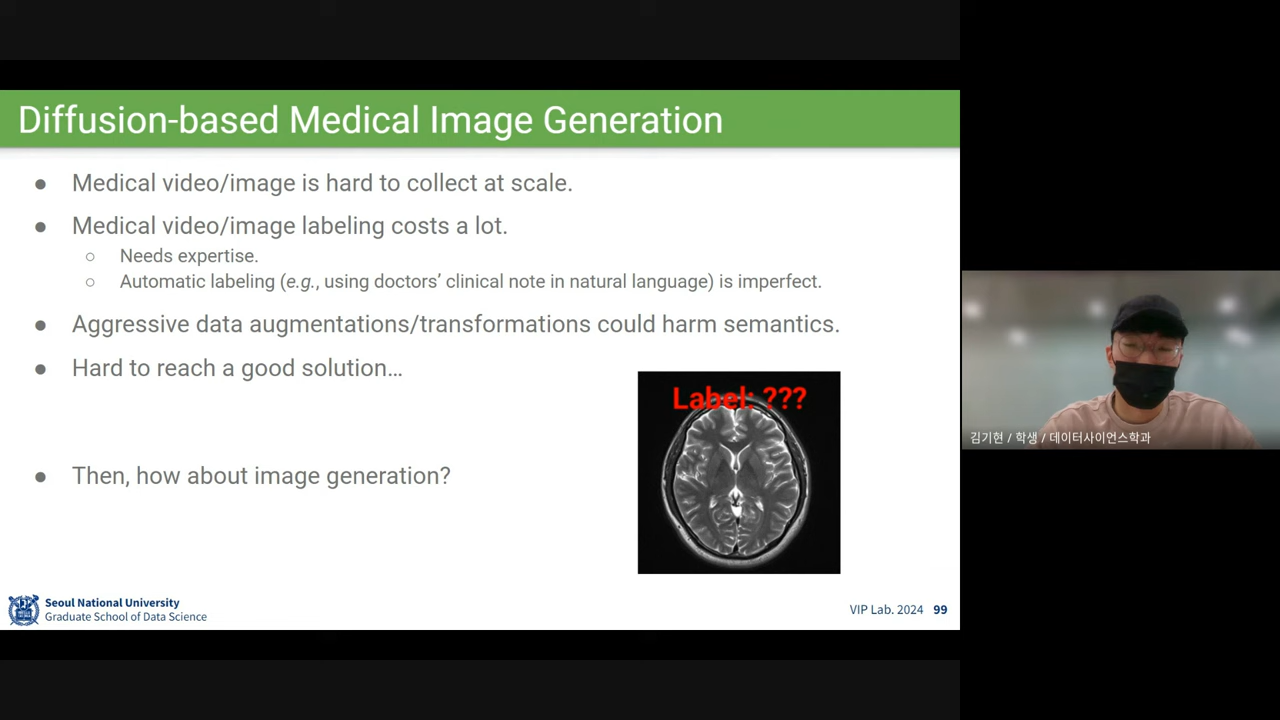 Diffusion-based Medical Image Generation
● Medical video/image is hard to collect at scale.
● Medical video/image labeling costs a lot.
○ Needs expertise.
○ Automatic labeling (e.g., using doctors’ clinical note in natural language) is imperfect.
● Aggressive data augmentations/transformations could harm semantics.
● Hard to reach a good solution…
Label: ???
● Then, how about image generation?
Seoul National University
Graduate School of Data Science
VIP Lab. 2024 99
김기현 / 학생 / 데이터사이언스학과